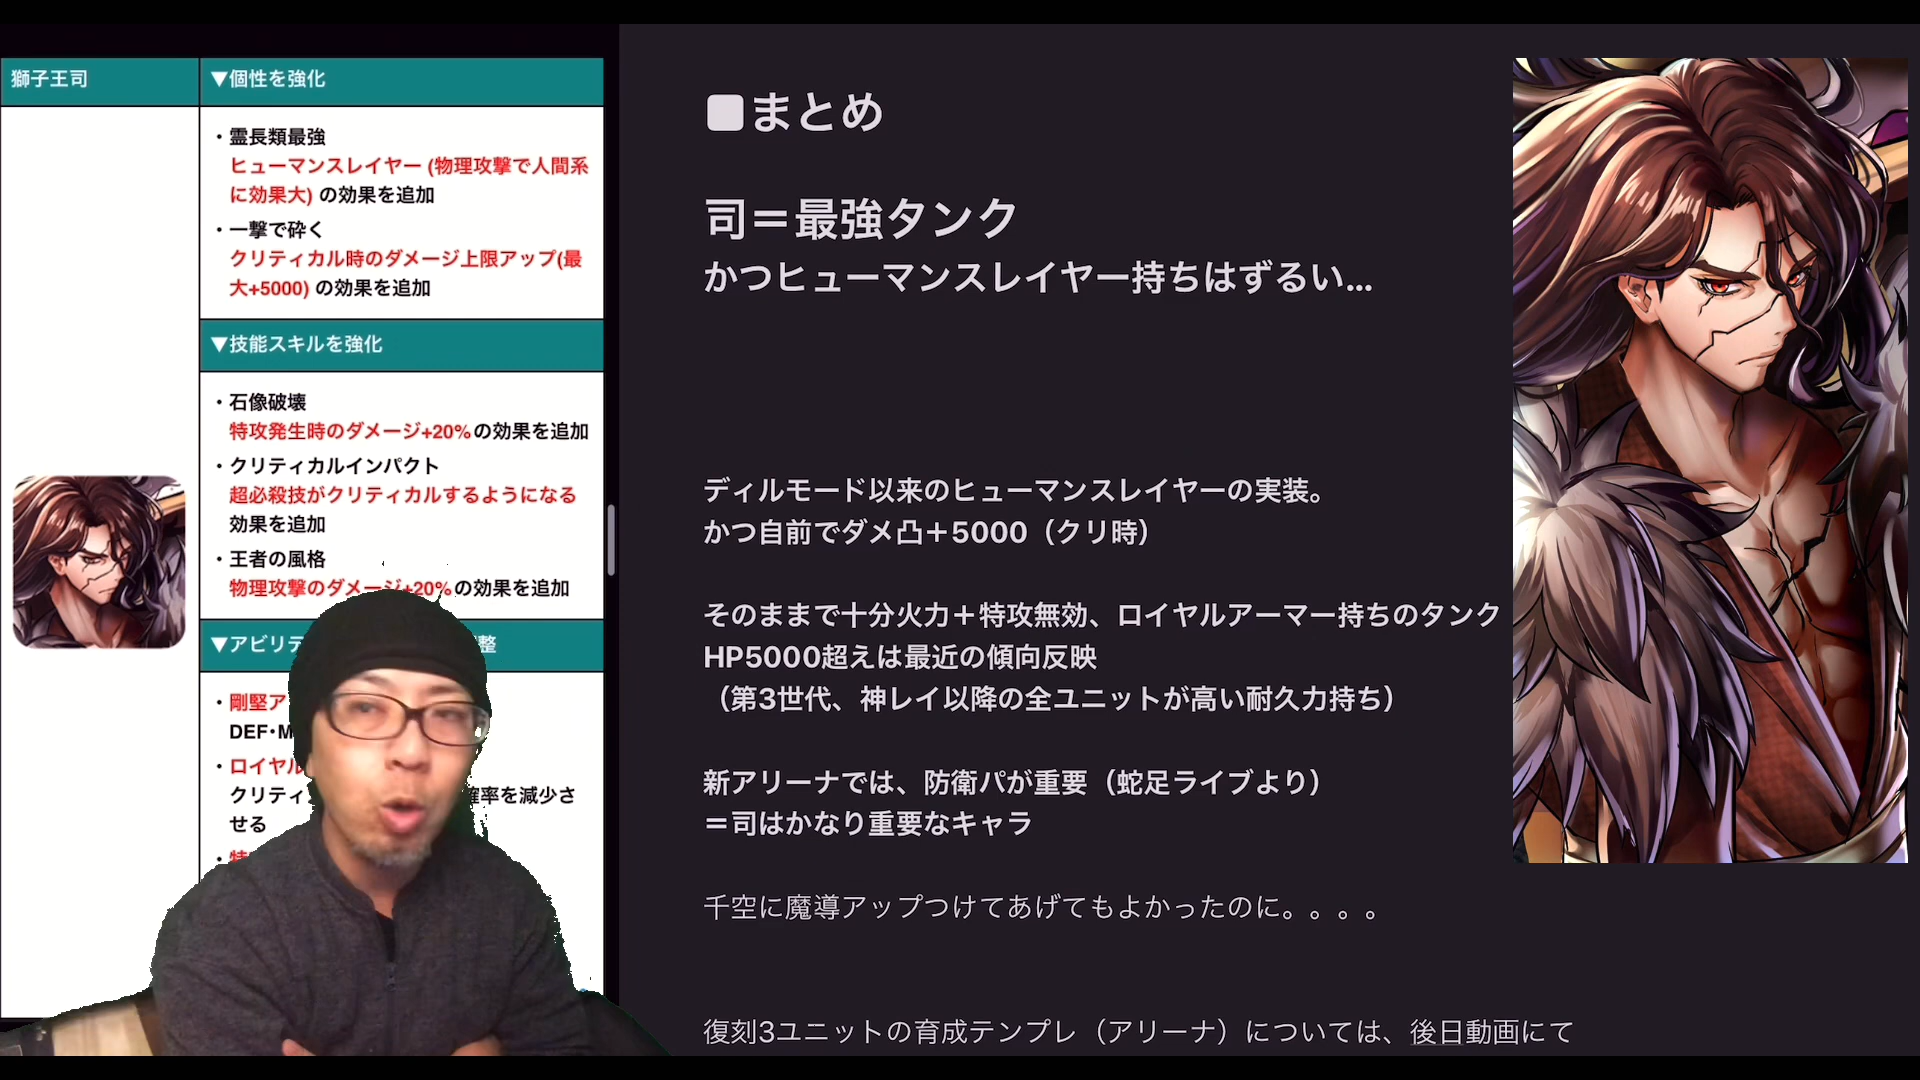 獅子王司
▼個性を強化
・霊長類最強
ヒューマンスレイヤー (物理攻撃で人間系
に効果大) の効果を追加
・一撃で砕く
クリティカル時のダメージ上限アップ(最
大+5000) の効果を追加
▼技能スキルを強化
・石像破壊
特攻発生時のダメージ+20%の効果を追加
・クリティカルインパクト
超必殺技がクリティカルするようになる
効果を追加
・王者の風格
物理攻撃のダメージ+20%の効果を追加
▼アビリテ
整
・剛堅ア
DEF・M
・ロイヤル
クリティ
確率を減少さ
せる
■まとめ
司＝最強タンク
かつヒューマンスレイヤー持ちはずるい...
ディルモード以来のヒューマンスレイヤーの実装。
かつ自前でダメ凸＋5000（クリ時）
そのままで十分火力＋特攻無効、ロイヤルアーマー持ちのタンク
HP5000超えは最近の傾向反映
（第3世代、神レイ以降の全ユニットが高い耐久力持ち）
新アリーナでは、防衛パが重要（蛇足ライブより）
＝司はかなり重要なキャラ
千空に魔導アップつけてあげてもよかったのに。。。。
復刻3ユニットの育成テンプレ（アリーナ）については、後日動画にて